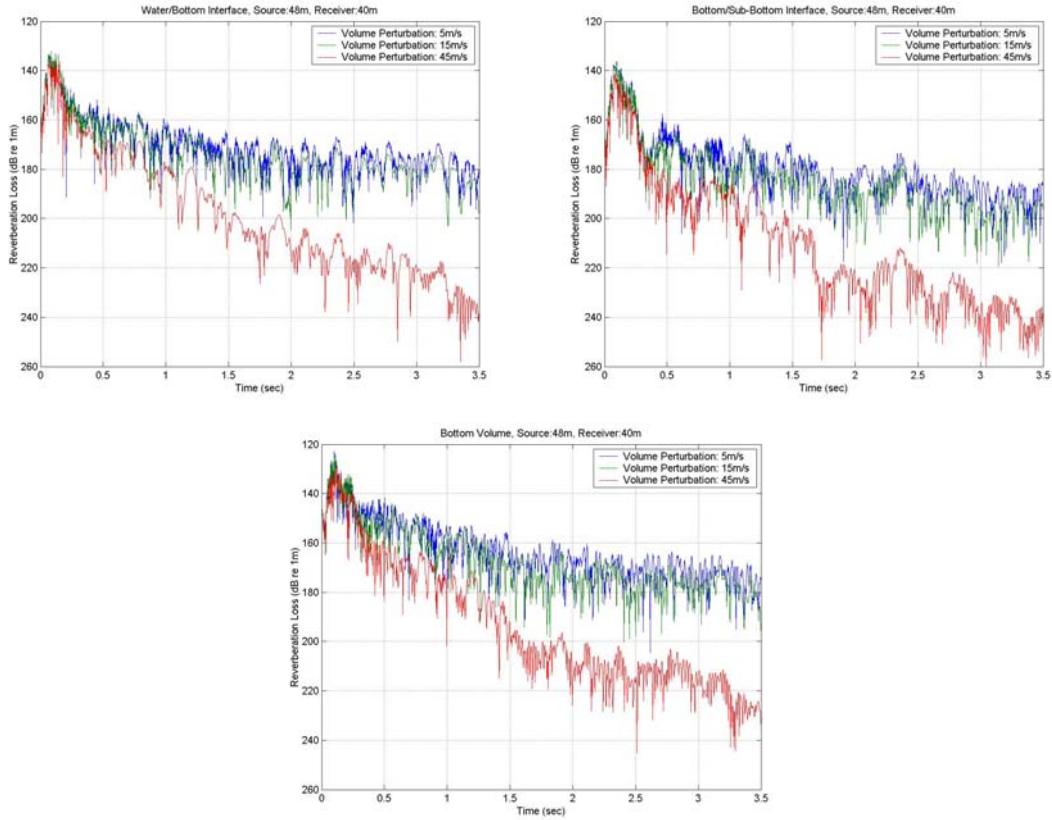 Water/Bottom Interface, Source:48m, Receiver:40m
Volume Perturbation: 5m/s
Volume Perturbation: 15m/s
Volume Perturbation: 45m/s
Reverberation Loss (dB re 1m)
120
140
160
180
200
220
240
260
0 0.5 1 1.5 2 2.5 3 3.5
Time (sec)
Bottom/Sub-Bottom Interface, Source:48m, Receiver:40m
Volume Perturbation: 5m/s
Volume Perturbation: 15m/s
Volume Perturbation: 45m/s
Reverberation Loss (dB re 1m)
120
140
160
180
200
220
240
260
0 0.5 1 1.5 2 2.5 3 3.5
Time (sec)
Bottom Volume, Source:48m, Receiver:40m
Volume Perturbation: 5m/s
Volume Perturbation: 15m/s
Volume Perturbation: 45m/s
Reverberation Loss (dB re 1m)
120
140
160
180
200
220
240
260
0 0.5 1 1.5 2 2.5 3 3.5
Time (sec)